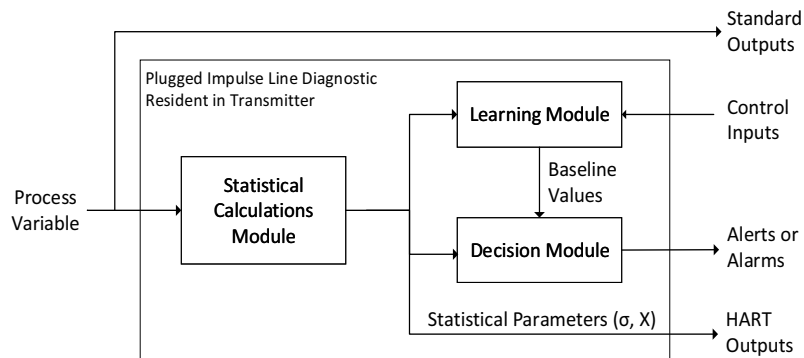 Standard
Outputs
Plugged Impulse Line Diagnostic
Resident in Transmitter
Learning Module
Control
Inputs
Process
Variable
Statistical
Calculations
Module
Baseline
Values
Decision Module
Alerts or
Alarms
Statistical Parameters (σ, X)
HART
Outputs